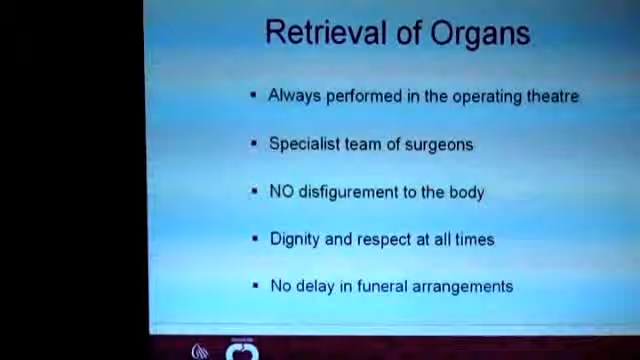 Retrieval of Organs
▪ Always performed in the operating theatre
▪ Specialist team of surgeons
▪ NO disfigurement to the body
▪ Dignity and respect at all times
▪ No delay in funeral arrangements